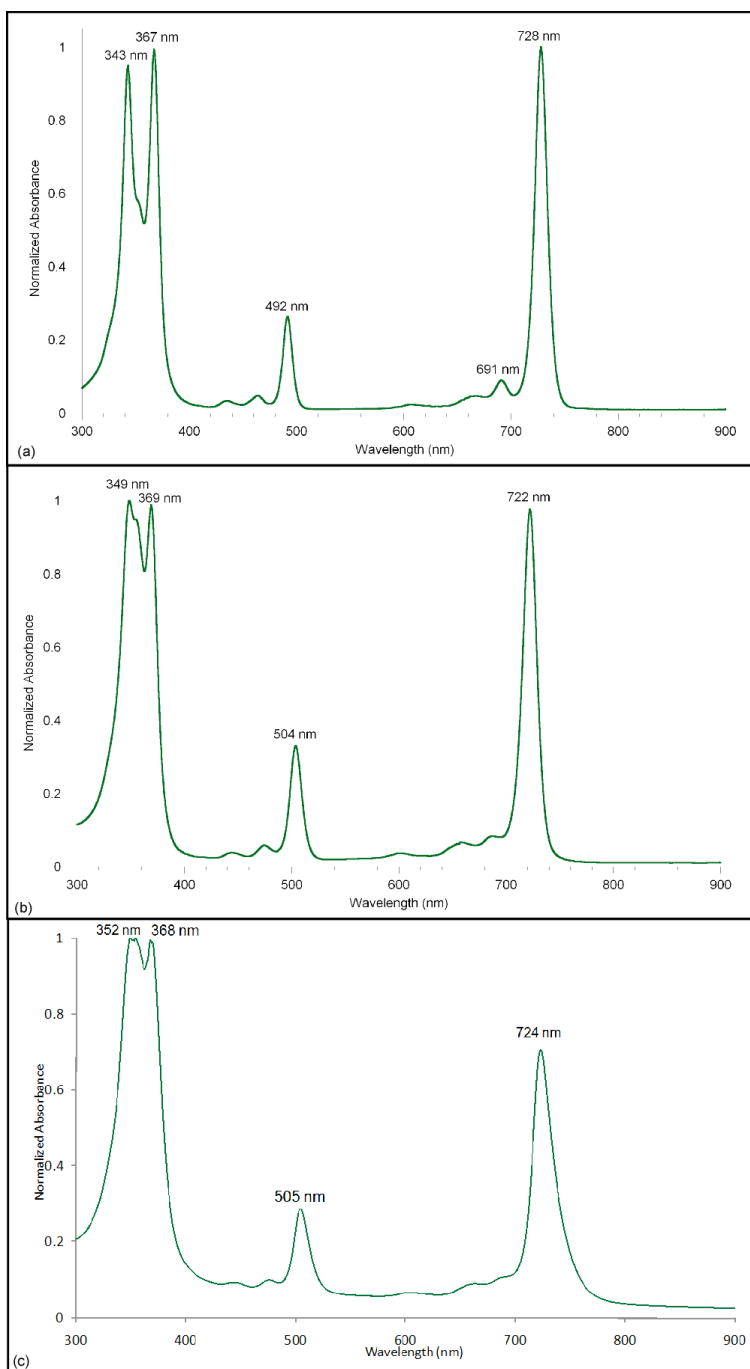 343 nm
367 nm
728 nm
1
0.8
0.6
0.4
0.2
0
Normalized Absorbance
492 nm
691 nm
300 400 500 600 700 800 900
Wavelength (nm)
(a)
349 nm
369 nm
722 nm
1
0.8
0.6
0.4
0.2
0
Normalized Absorbance
504 nm
300 400 500 600 700 800 900
Wavelength (nm)
(b)
352 nm 368 nm
724 nm
1
0.8
0.6
0.4
0.2
0
Normalized Absorbance
505 nm
300 400 500 600 700 800 900
Wavelength (nm)
(c)